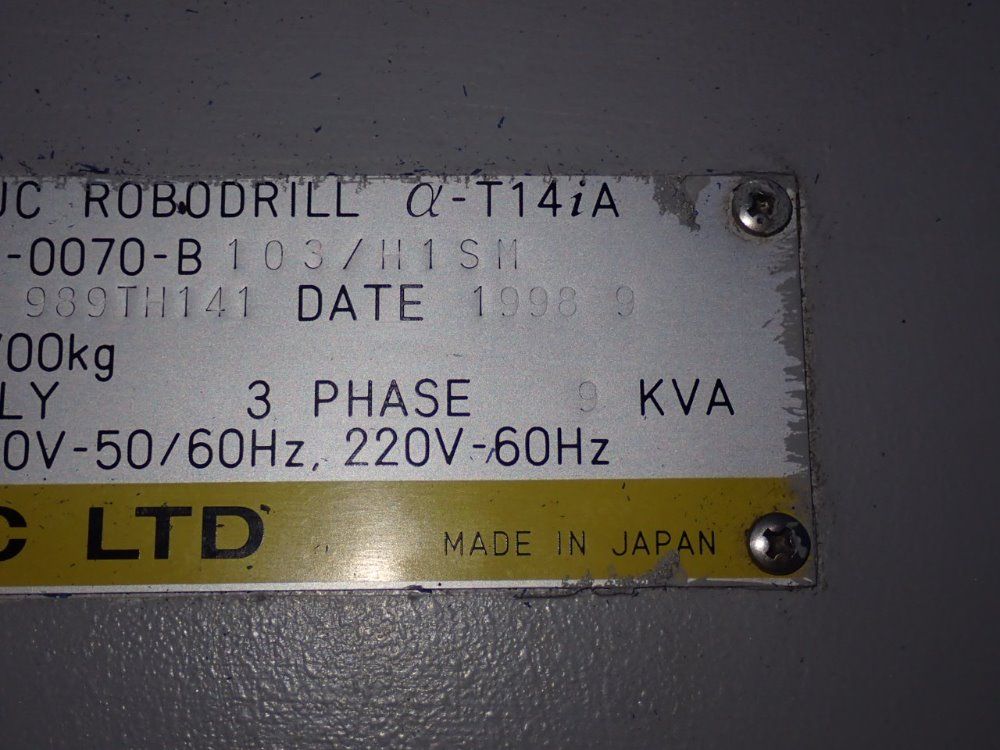 UC ROBODRILL α-T14iA
-0070-B 103/H1SM
989TH141 DATE 1998 9
00kg
LY 3 PHASE 9 KVA
0V-50/60Hz, 220V-60Hz
C LTD
MADE IN JAPAN